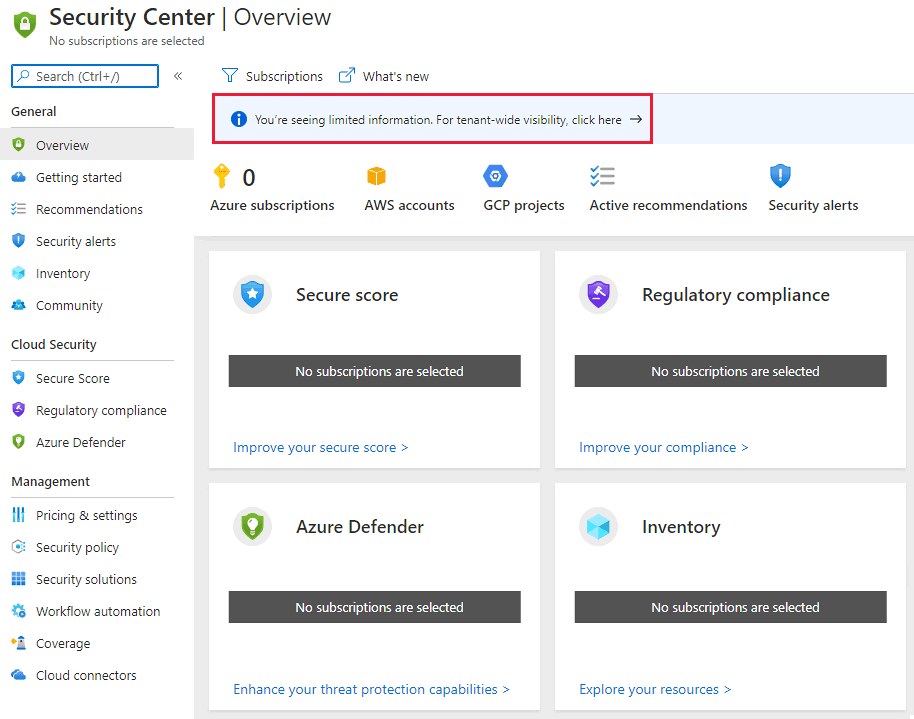 Security Center | Overview
No subscriptions are selected
Search (Ctrl+/)
«
General
Overview
Getting started
Recommendations
Security alerts
Inventory
Community
Cloud Security
Secure Score
Regulatory compliance
Azure Defender
Management
Pricing & settings
Security policy
Security solutions
Workflow automation
Coverage
Cloud connectors
Subscriptions What's new
You're seeing limited information. For tenant-wide visibility, click here →
0
Azure subscriptions AWS accounts GCP projects Active recommendations Security alerts
Secure score
No subscriptions are selected
Improve your secure score >
Regulatory compliance
No subscriptions are selected
Improve your compliance >
Azure Defender
No subscriptions are selected
Enhance your threat protection capabilities >
Inventory
No subscriptions are selected
Explore your resources >